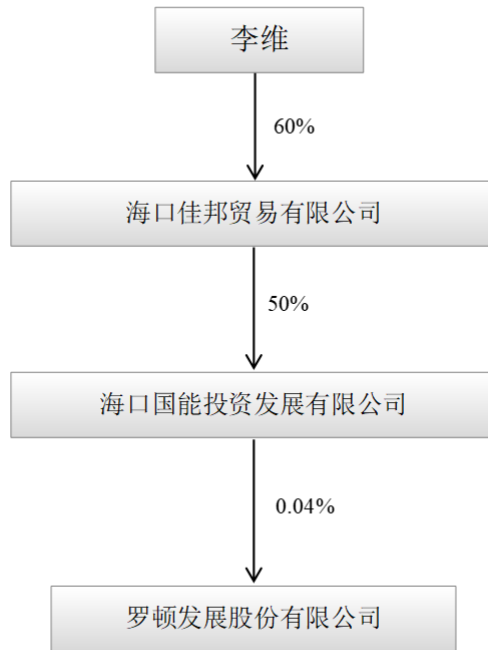 李维
60%
海口佳邦贸易有限公司
50%
海口国能投资发展有限公司
0.04%
罗顿发展股份有限公司